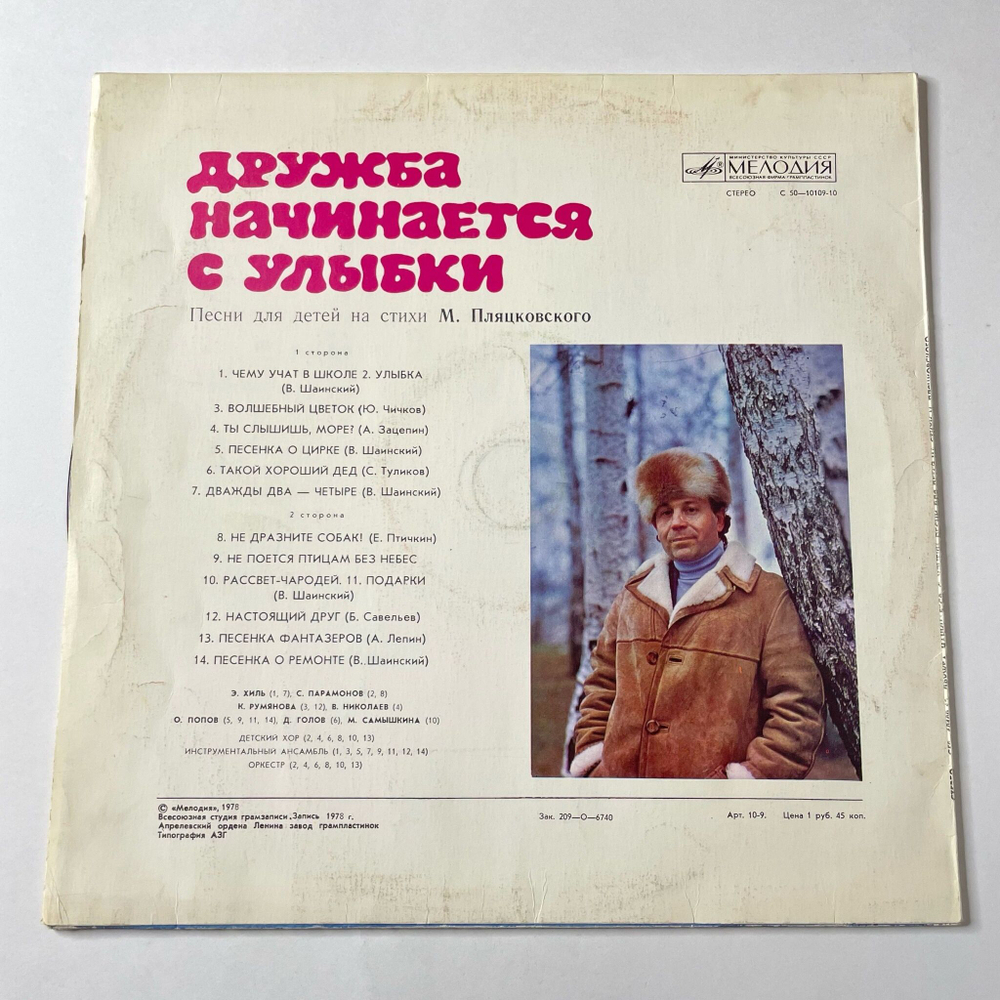 ДРУЖБА
НАЧИНАЕТСЯ
С УЛЫБКИ
Песни для детей на стихи М. Пляцковского
МИНИСТЕРСТВО КУЛЬТУРЫ СССР
МЕЛОДИЯ
ВСЕСОЮЗНАЯ ФИРМА ГРАМПЛАСТИНОК
СТЕРЕО С 50—10109-10
1 сторона
1. ЧЕМУ УЧАТ В ШКОЛЕ 2. УЛЫБКА
(В. Шаинский)
3. ВОЛШЕБНЫЙ ЦВЕТОК (Ю. Чичков)
4. ТЫ СЛЫШИШЬ, МОРЕ? (А. Зацепин)
5. ПЕСЕНКА О ЦИРКЕ (В. Шаинский)
6. ТАКОЙ ХОРОШИЙ ДЕД (С. Туликов)
7. ДВАЖДЫ ДВА — ЧЕТЫРЕ (В. Шаинский)
2 сторона
8. НЕ ДРАЗНИТЕ СОБАК! (Е. Птичкин)
9. НЕ ПОЕТСЯ ПТИЦАМ БЕЗ НЕБЕС
10. РАССВЕТ-ЧАРОДЕЙ. 11. ПОДАРКИ
(В. Шаинский)
12. НАСТОЯЩИЙ ДРУГ (Б. Савельев)
13. ПЕСЕНКА ФАНТАЗЕРОВ (А. Лепин)
14. ПЕСЕНКА О РЕМОНТЕ (В. Шаинский)
Э. ХИЛЬ (1, 7); С. ПАРАМОНОВ (2, 8)
К. РУМЯНОВА (3, 12), В. НИКОЛАЕВ (4)
О. ПОПОВ (5, 9, 11, 14), Д. ГОЛОВ (6), М. САМЫШКИНА (10)
ДЕТСКИЙ ХОР (2, 4, 6, 8, 10, 13)
ИНСТРУМЕНТАЛЬНЫЙ АНСАМБЛЬ (1, 3, 5, 7, 9, 11, 12, 14)
ОРКЕСТР (2, 4, 6, 8, 10, 13)
© «Мелодия», 1978
Всесоюзная студия грамзаписи. Запись 1978 г.
Апрелевский ордена Ленина завод грампластинок
Типография АЗГ
Зак. 209—О—6740
Арт. 10-9. Цена 1 руб. 45 коп.